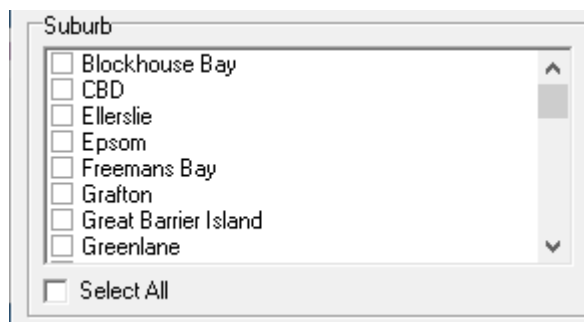 Suburb
Blockhouse Bay
CBD
Ellerslie
Epsom
Freemans Bay
Grafton
Great Barrier Island
Greenlane
Select All